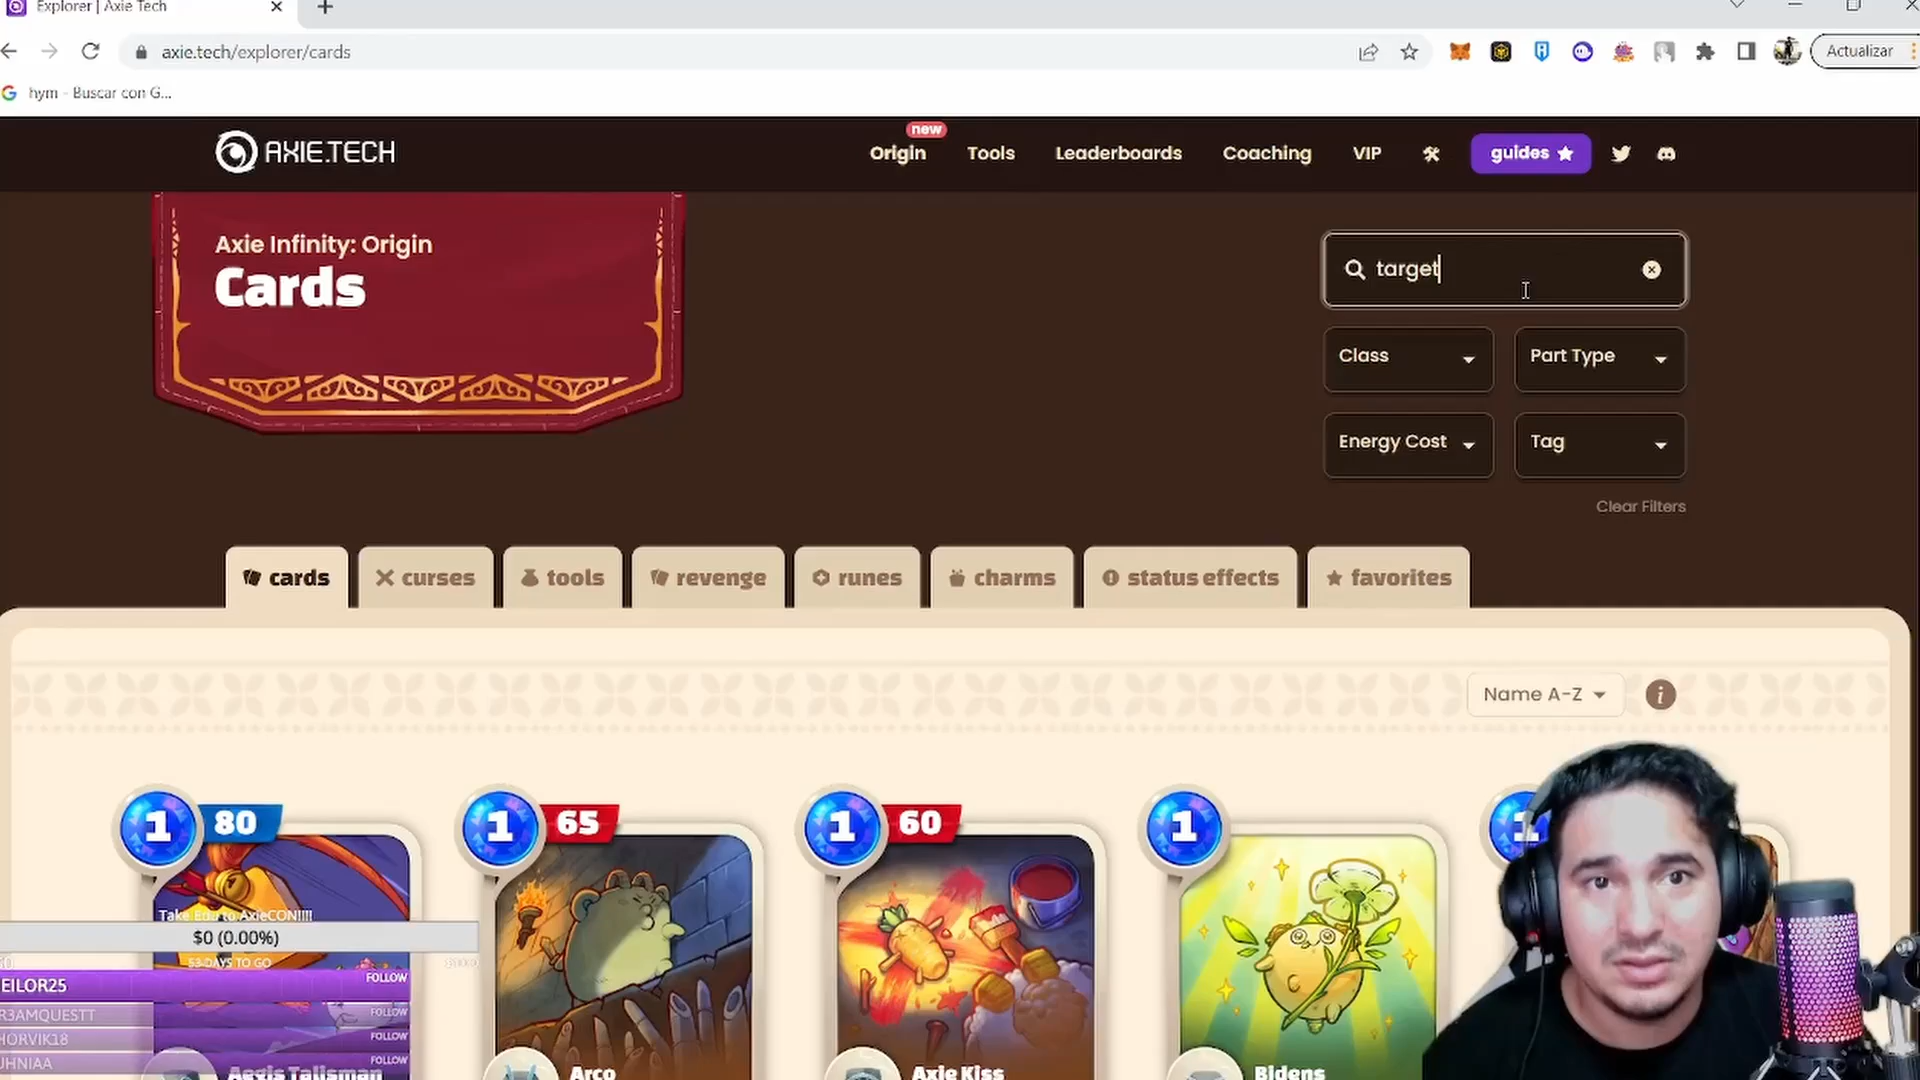 Explorer | Axie Tech
axie.tech/explorer/cards
Actualizar
hym - Buscar con G...
AXIE.TECH
new
Origin
Tools
Leaderboards
Coaching
VIP
guides
Axie Infinity: Origin
Cards
target
Class
Part Type
Energy Cost
Tag
Clear Filters
cards
curses
tools
revenge
runes
charms
status effects
favorites
Name A-Z
1 80
1 65
1 60
1
1
Take Edu to AxieCON!!!!
$0 (0.00%)
53 DAYS TO GO
EILOR25 FOLLOW
R3AMQUESTT FOLLOW
HORVIK18 FOLLOW
UHNIAA FOLLOW
Aegis Talisman
Arco
Axie Kiss
Bidens